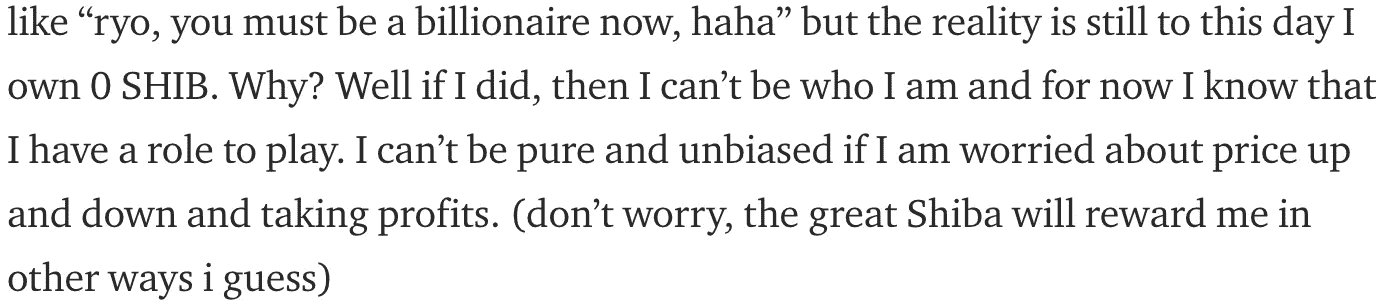 like “ryo, you must be a billionaire now, haha” but the reality is still to this day I
own 0 SHIB. Why? Well if I did, then I can’t be who I am and for now I know that
I have a role to play. I can’t be pure and unbiased if I am worried about price up
and down and taking profits. (don’t worry, the great Shiba will reward me in
other ways i guess)